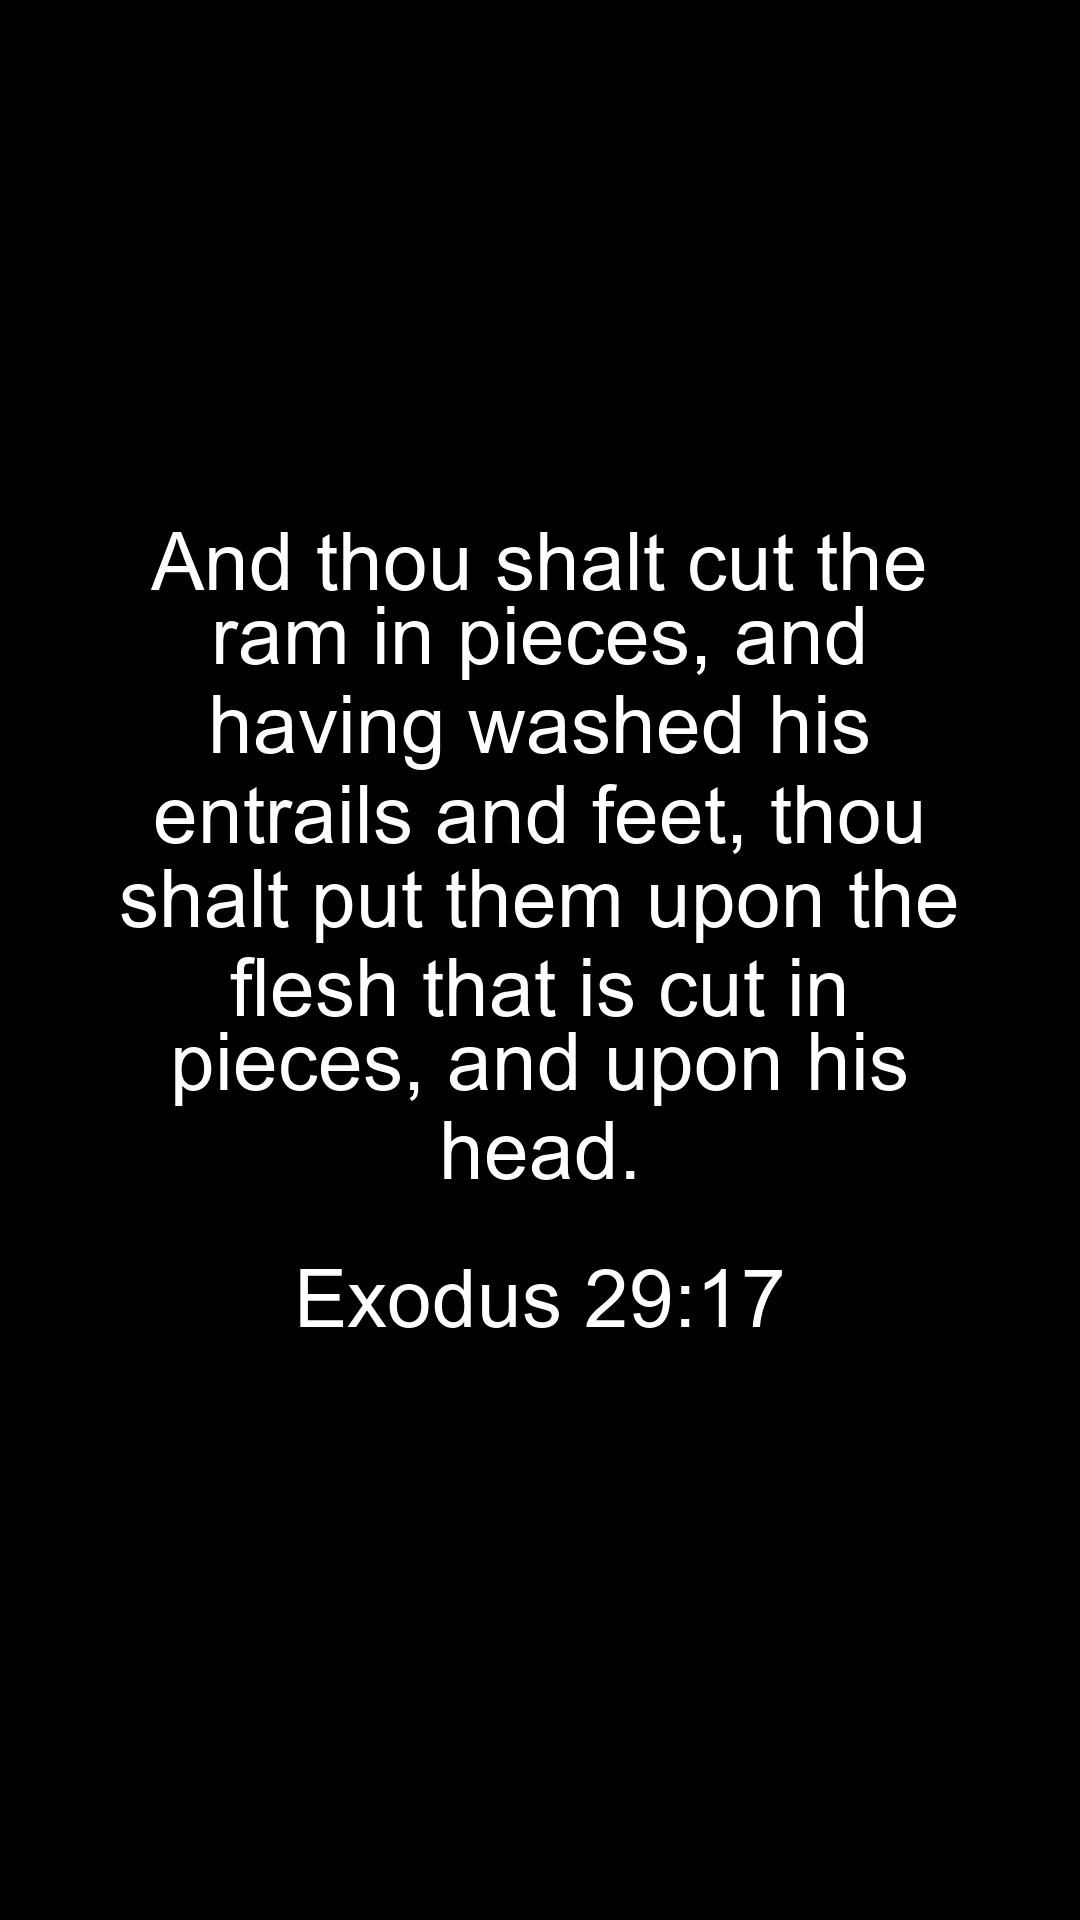 And thou shalt cut the
ram in pieces, and
having washed his
entrails and feet, thou
shalt put them upon the
flesh that is cut in
pieces, and upon his
head.
Exodus 29:17